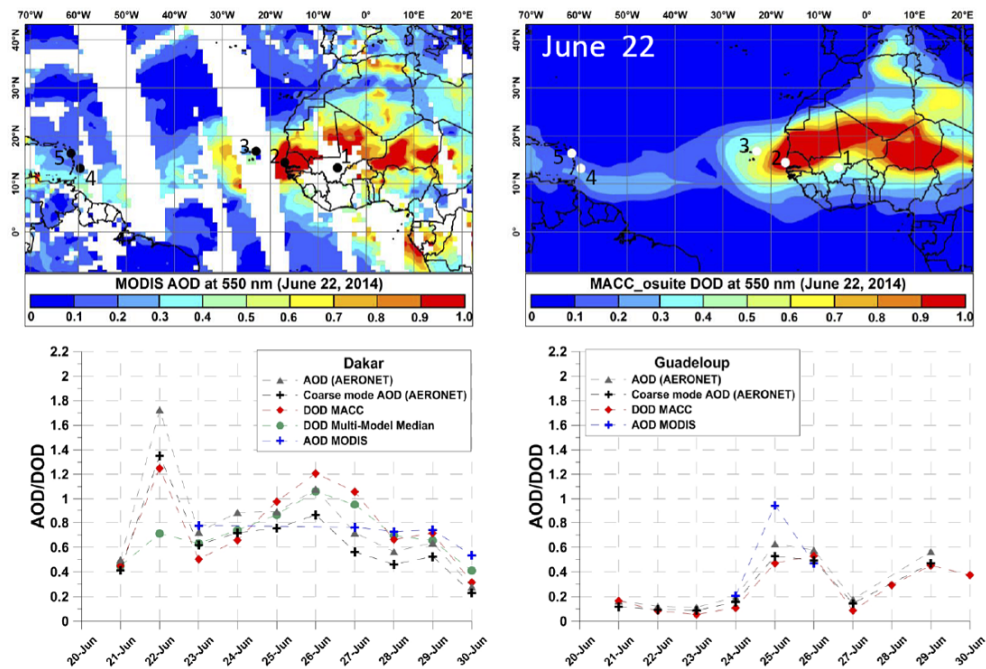 70°W 60°W 50°W 40°W 30°W 20°W 10°W 0° 10°E 20°E
40°N
30°N
20°N
10°N
0°
5
4
3
2
1
MODIS AOD at 550 nm (June 22, 2014)
0 0.1 0.2 0.3 0.4 0.5 0.6 0.7 0.8 0.9 1.0
70°W 60°W 50°W 40°W 30°W 20°W 10°W 0° 10°E 20°E
June 22
40°N
30°N
20°N
10°N
0°
5
4
3
2
1
MACC_osuite DOD at 550 nm (June 22, 2014)
0 0.1 0.2 0.3 0.4 0.5 0.6 0.7 0.8 0.9 1.0
Dakar
AOD (AERONET)
Coarse mode AOD (AERONET)
DOD MACC
DOD Multi-Model Median
AOD MODIS
AOD/DOD
2.2
2
1.8
1.6
1.4
1.2
1
0.8
0.6
0.4
0.2
0
20-Jun 21-Jun 22-Jun 23-Jun 24-Jun 25-Jun 26-Jun 27-Jun 28-Jun 29-Jun 30-Jun
Guadeloup
AOD (AERONET)
Coarse mode AOD (AERONET)
DOD MACC
AOD MODIS
AOD/DOD
2.2
2
1.8
1.6
1.4
1.2
1
0.8
0.6
0.4
0.2
0
20-Jun 21-Jun 22-Jun 23-Jun 24-Jun 25-Jun 26-Jun 27-Jun 28-Jun 29-Jun 30-Jun